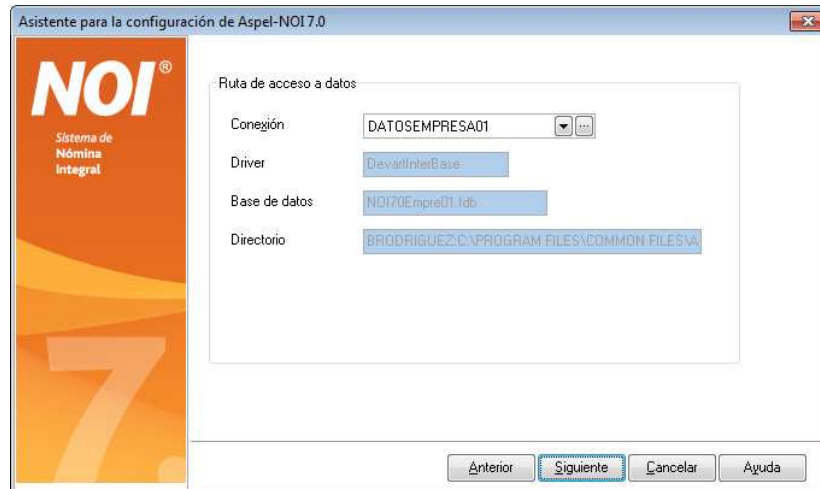 Asistente para la configuración de Aspel-NOI 7.0
NOI®
Sistema de
Nómina
Integral
7.
Ruta de acceso a datos
Conexión
DATOSEMPRESA01
...
Driver
DevartInterBase
Base de datos
NOI70Empre01.fdb
Directorio
BRODRIGUEZ:C:\PROGRAM FILES\COMMON FILES\A
Anterior
Siguiente
Cancelar
Ayuda